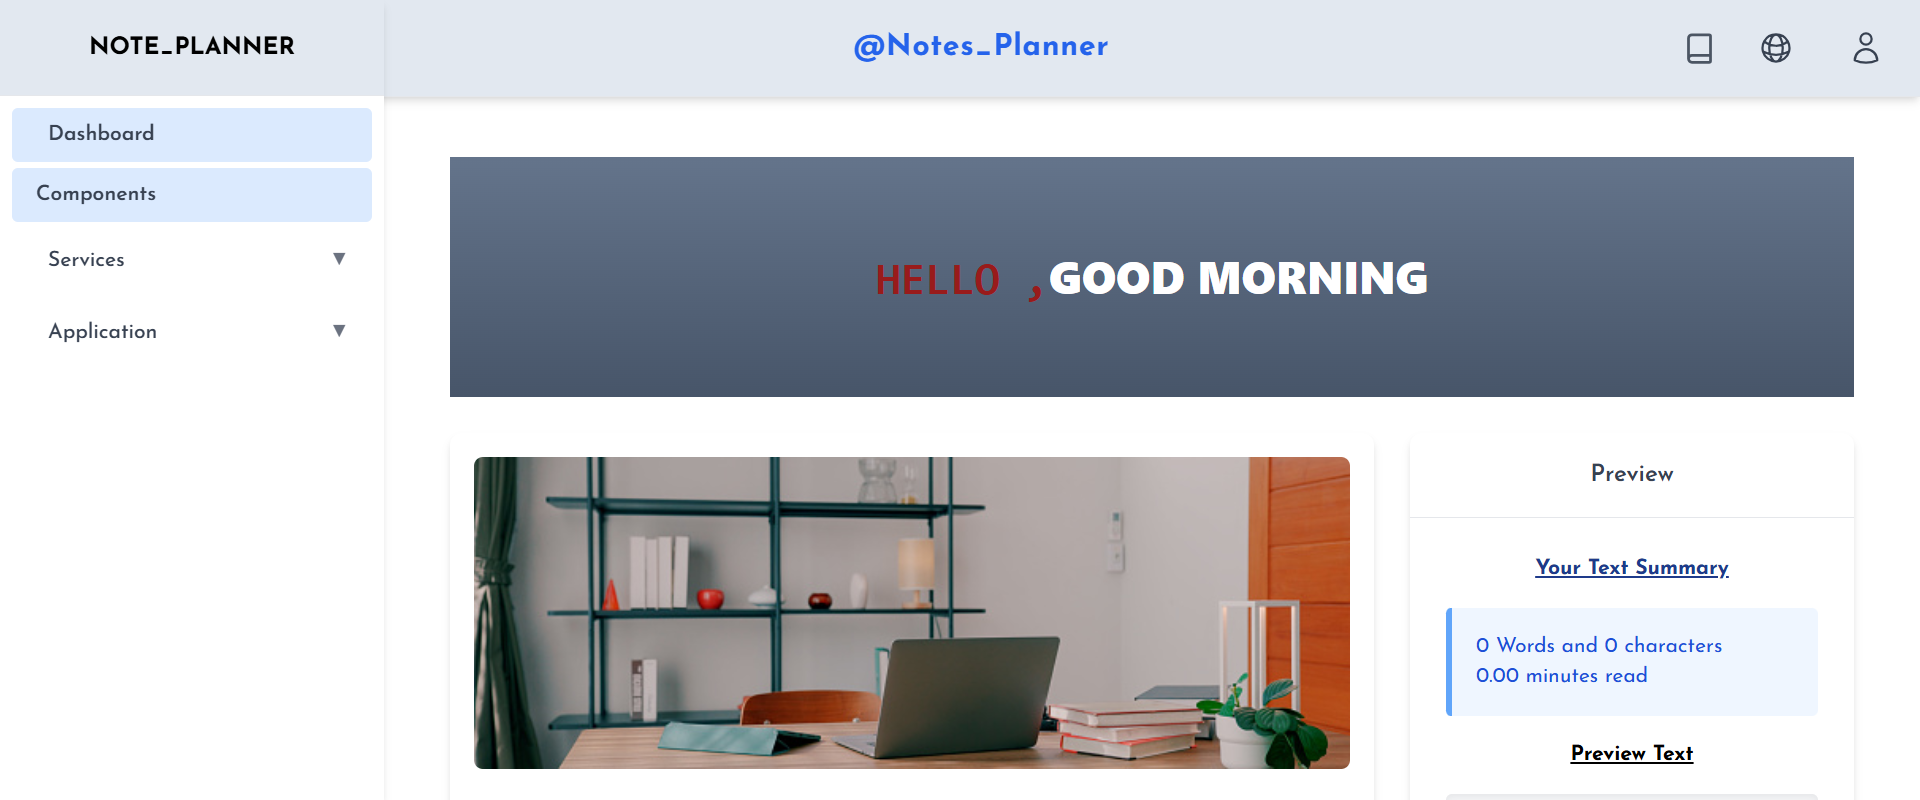 NOTE_PLANNER
@Notes_Planner
Dashboard
Components
Services ▼
Application ▼
HELLO ,GOOD MORNING
Preview
Your Text Summary
0 Words and 0 characters
0.00 minutes read
Preview Text